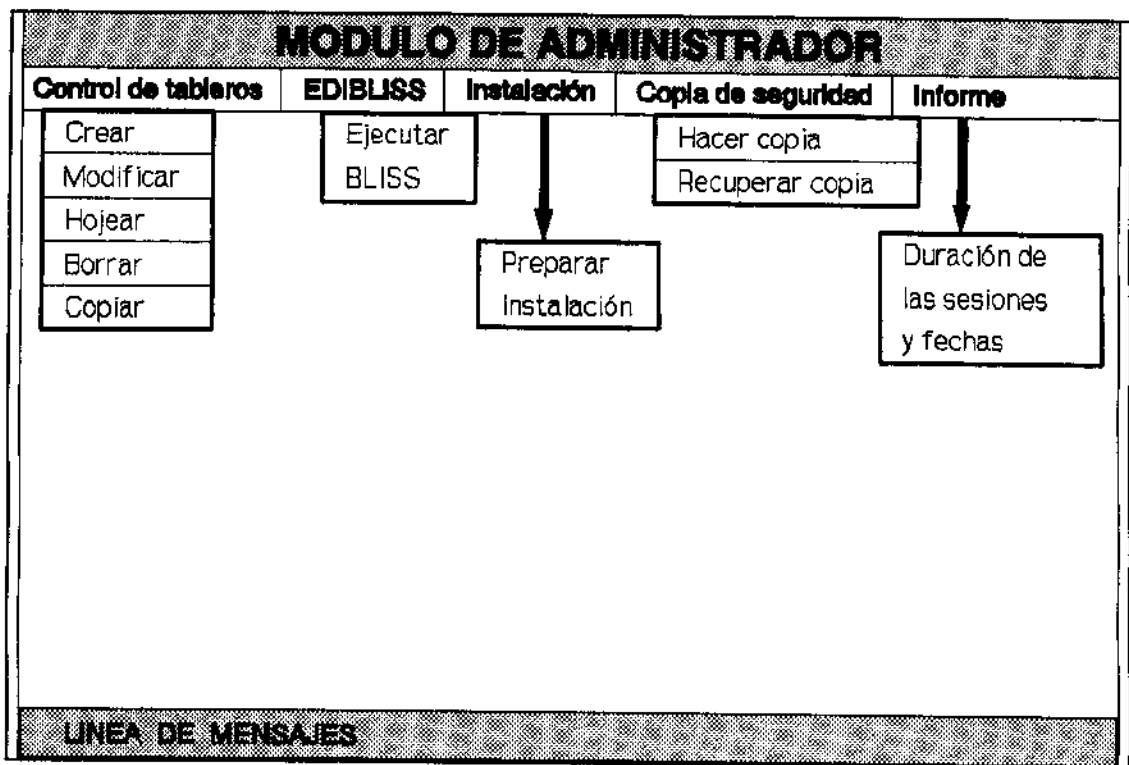 MODULO DE ADMINISTRADOR
Control de tableros EDIBLISS Instalación Copia de seguridad Informe
Crear
Modificar
Hojear
Borrar
Copiar
Ejecutar
BLISS
Preparar
Instalación
Hacer copia
Recuperar copia
Duración de
las sesiones
y fechas
LINEA DE MENSAJES